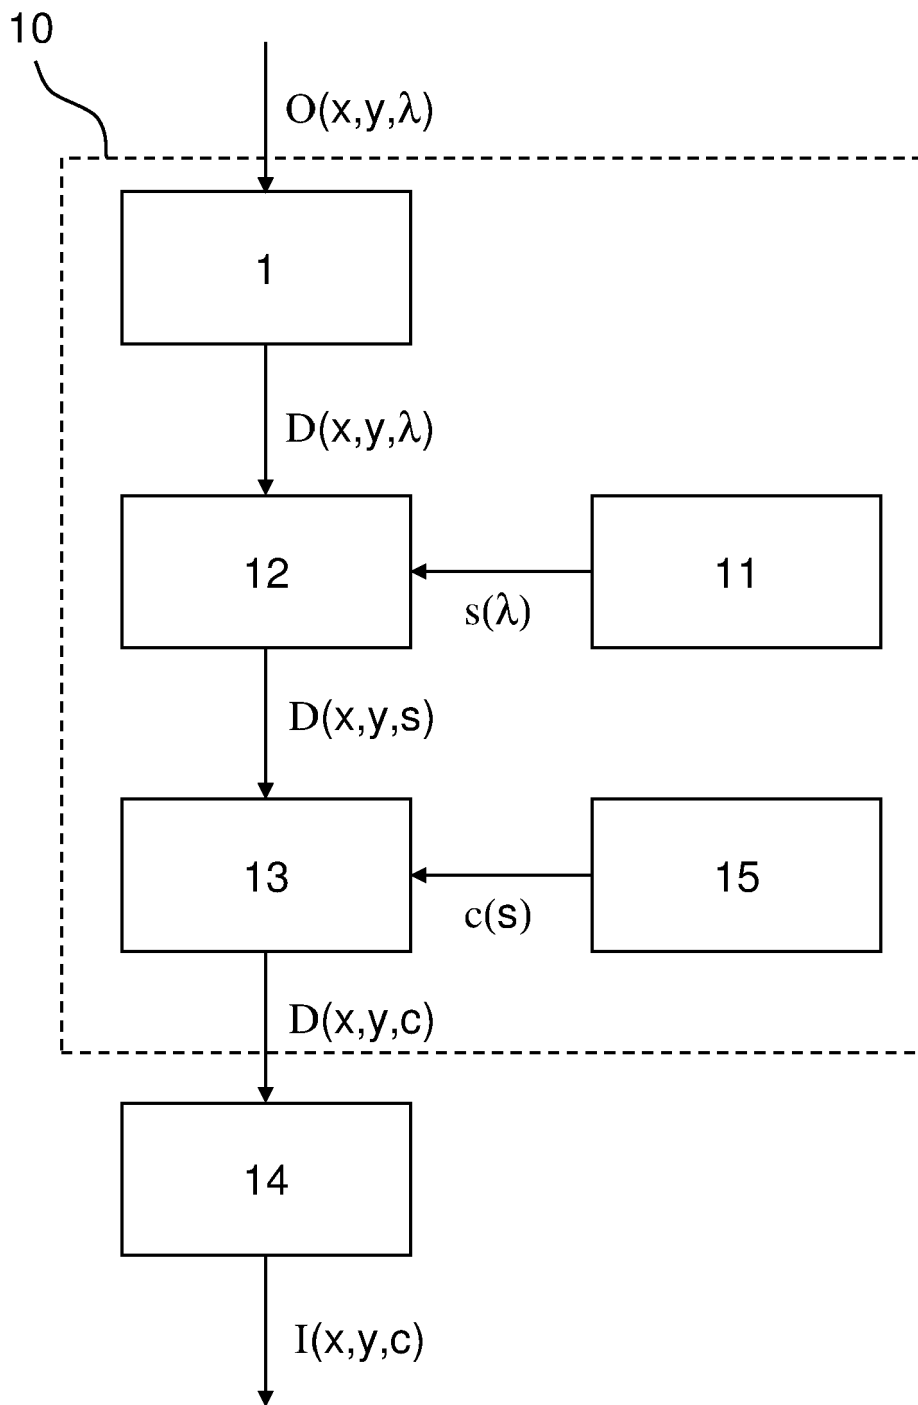 10
O(x,y,λ)
1
D(x,y,λ)
12
11
s(λ)
D(x,y,s)
13
15
c(s)
D(x,y,c)
14
I(x,y,c)